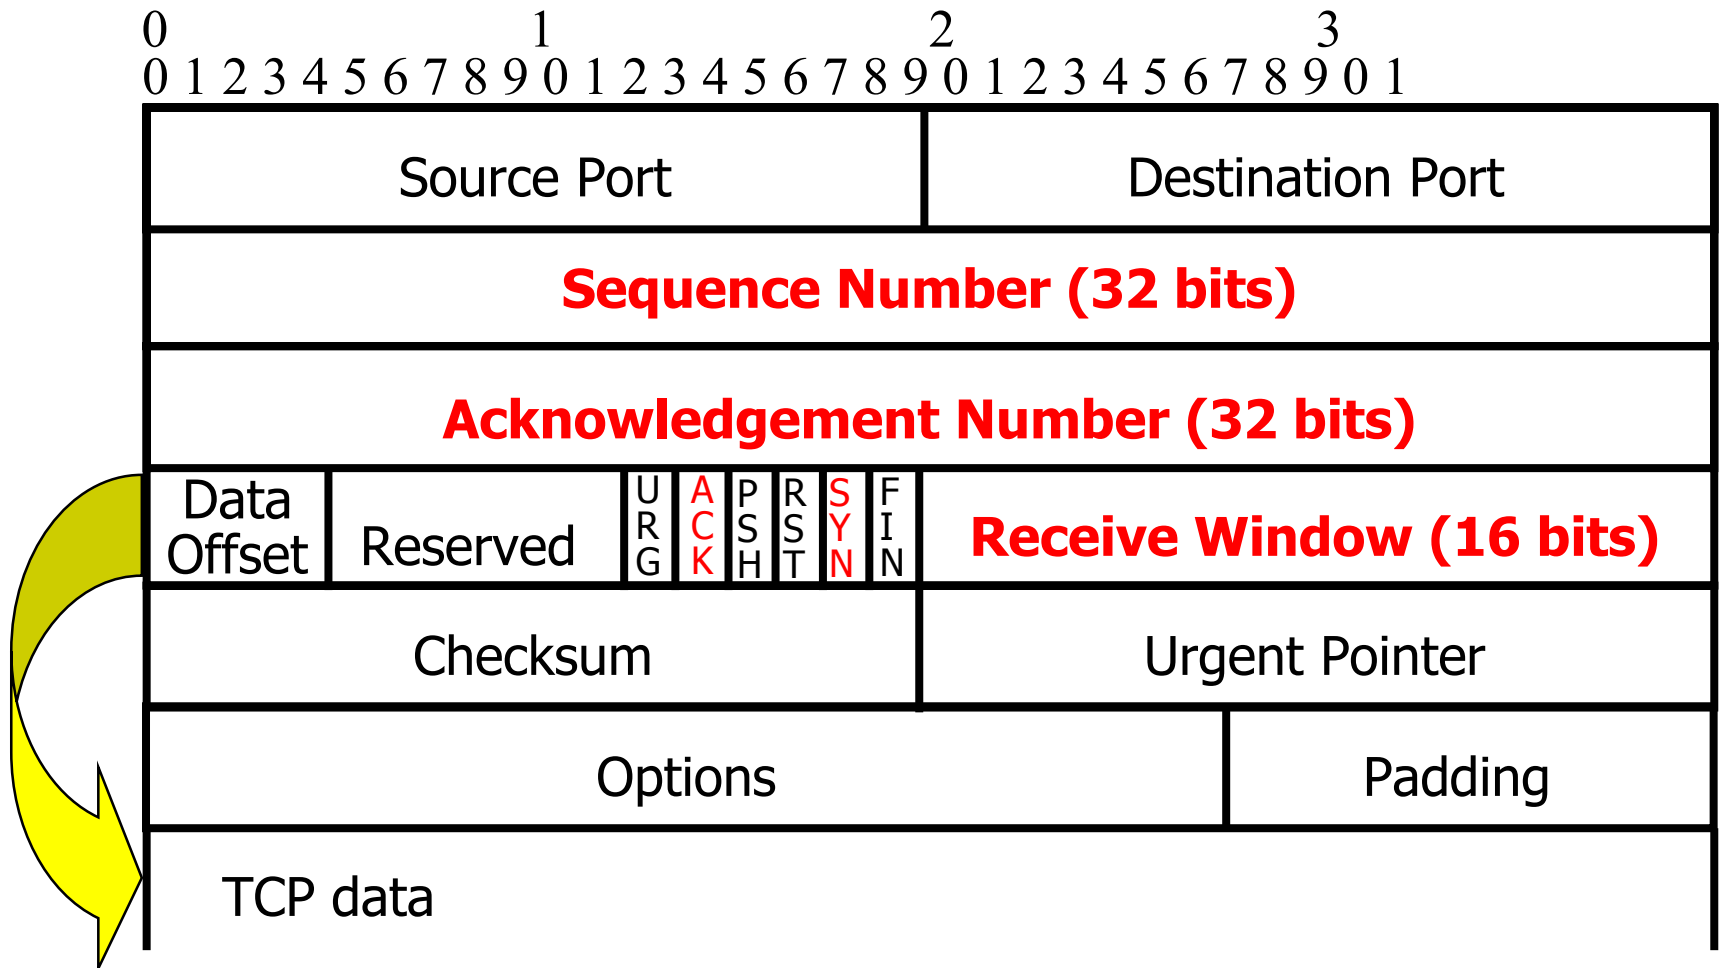 0 1 2 3
0 1 2 3 4 5 6 7 8 9 0 1 2 3 4 5 6 7 8 9 0 1 2 3 4 5 6 7 8 9 0 1
Source Port Destination Port
Sequence Number (32 bits)
Acknowledgement Number (32 bits)
Data Offset Reserved URG ACK PSH RST SYN FIN Receive Window (16 bits)
Checksum Urgent Pointer
Options Padding
TCP data